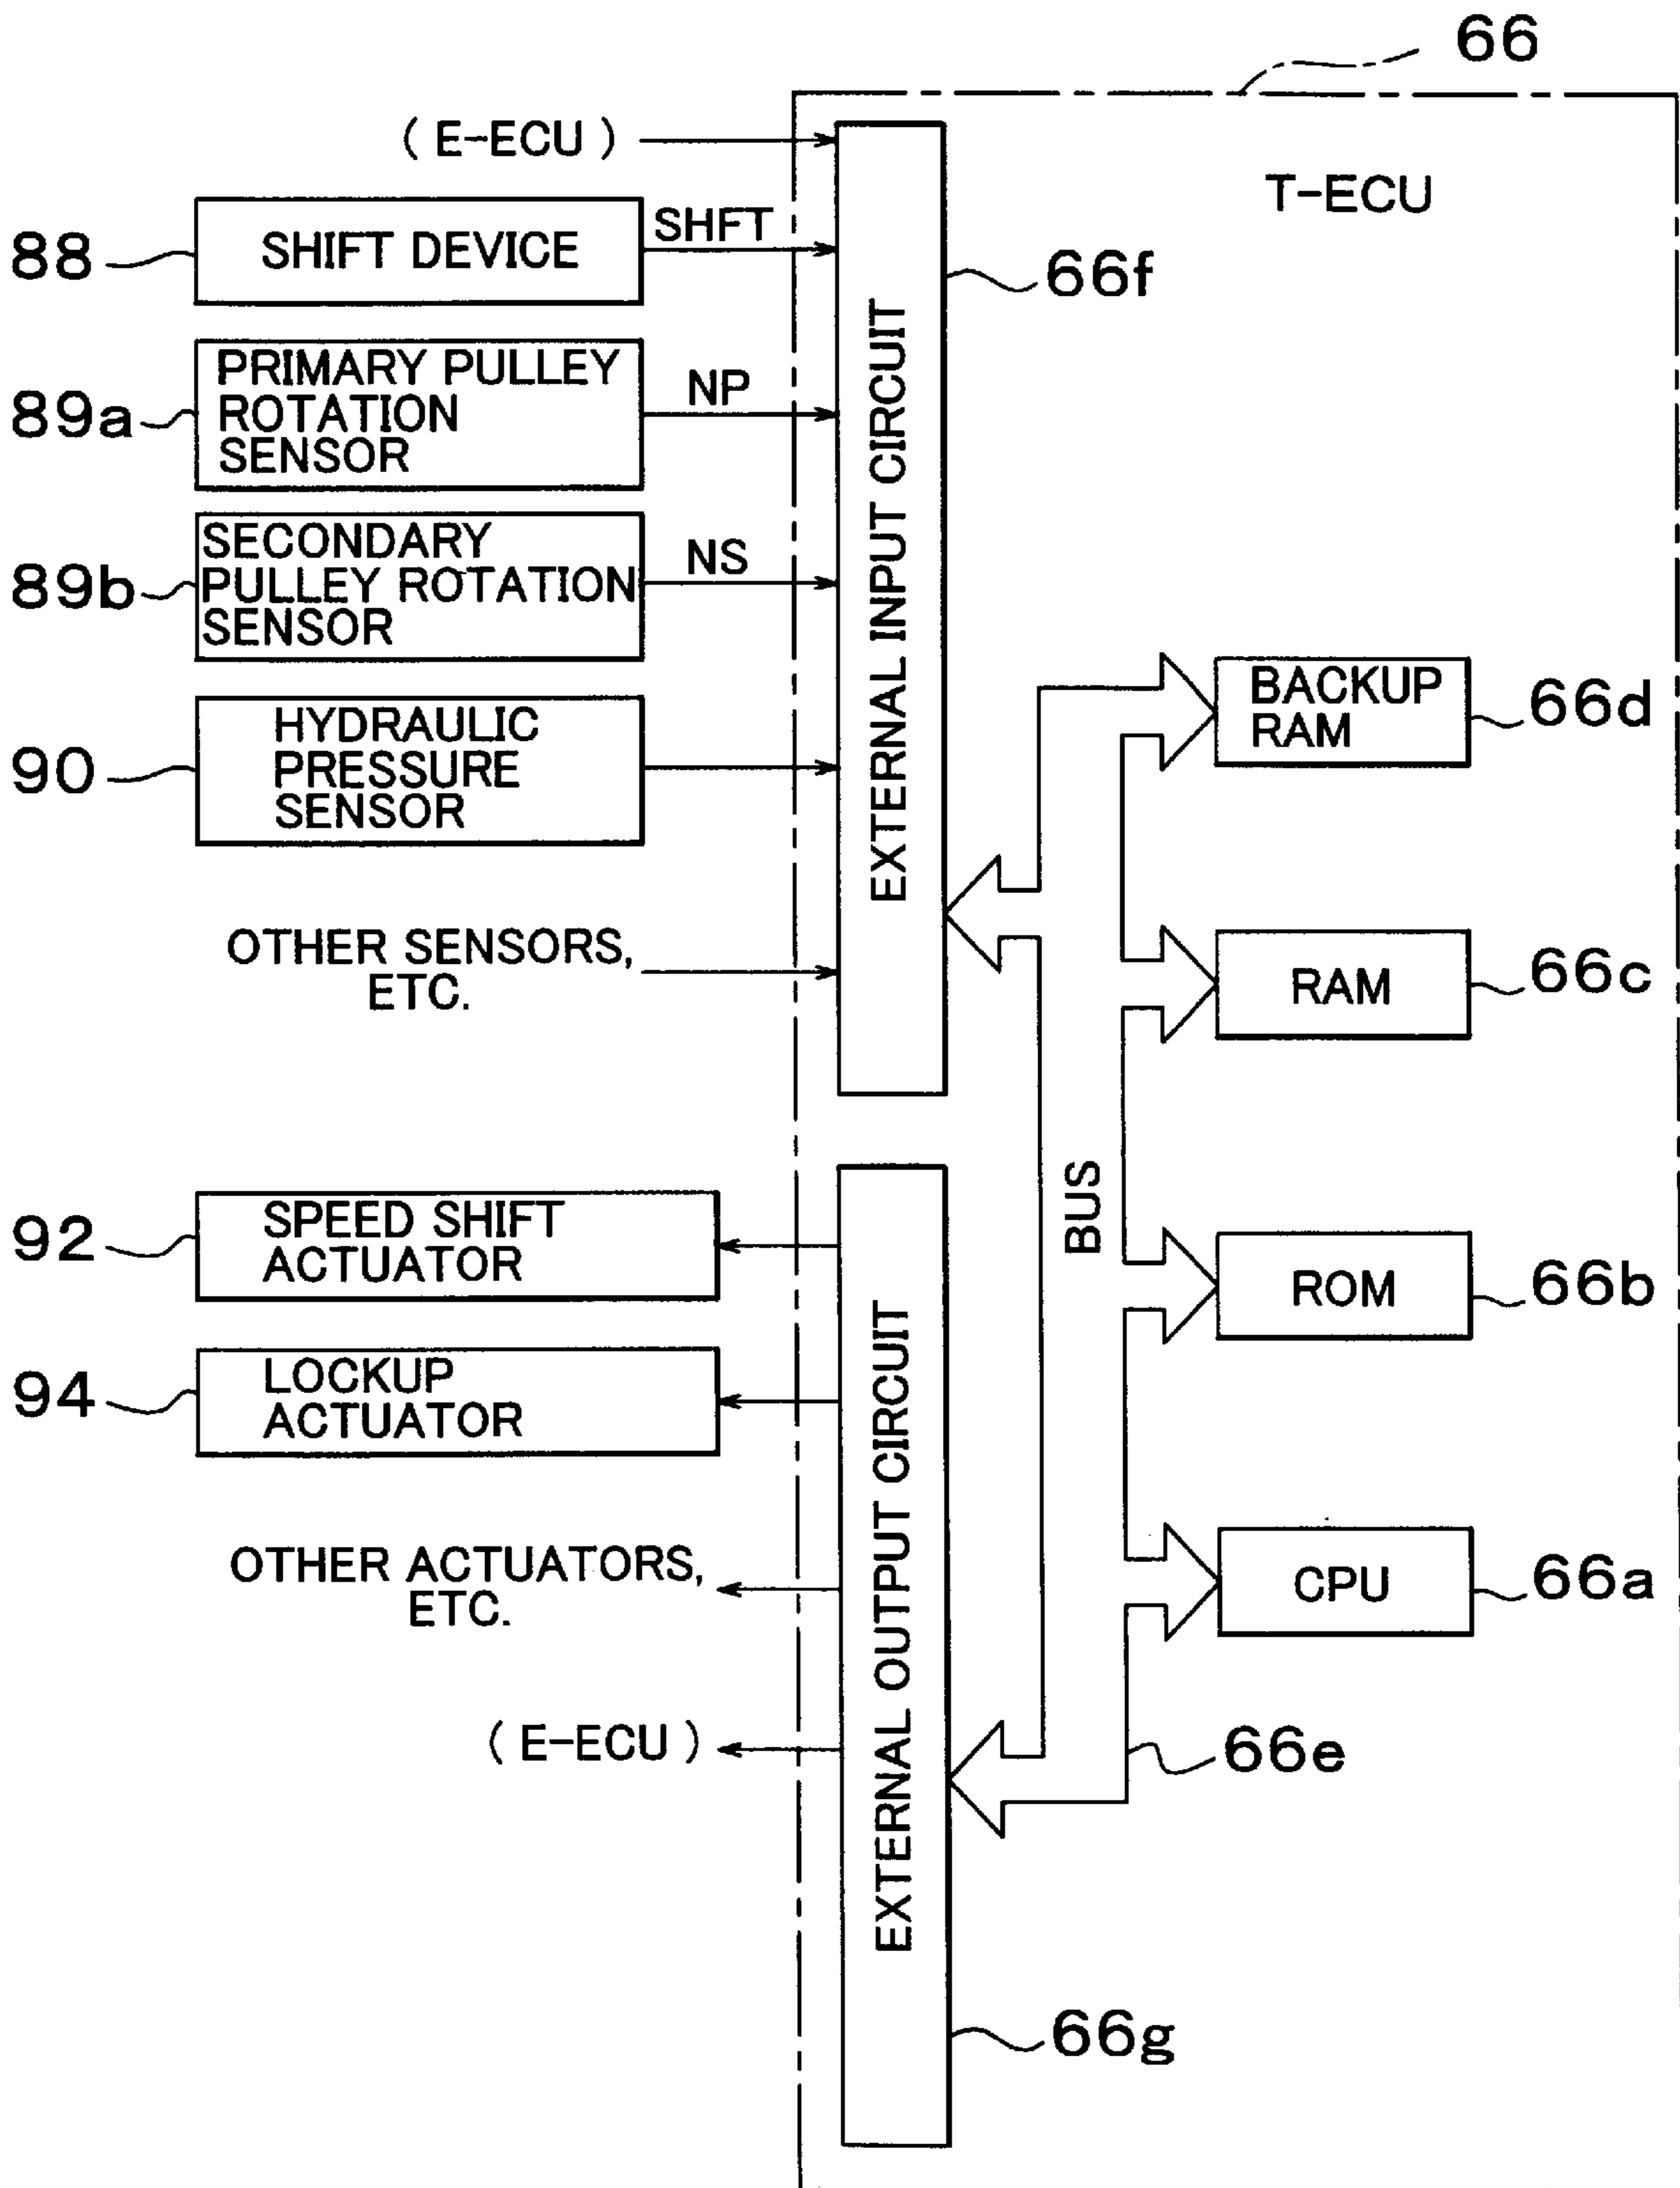 66
( E-ECU )
T-ECU
88
SHIFT DEVICE
SHFT
66f
89a
PRIMARY PULLEY
ROTATION
SENSOR
NP
89b
SECONDARY
PULLEY ROTATION
SENSOR
NS
90
HYDRAULIC
PRESSURE
SENSOR
OTHER SENSORS,
ETC.
EXTERNAL INPUT CIRCUIT
BACKUP
RAM
66d
RAM
66c
BUS
ROM
66b
CPU
66a
66e
92
SPEED SHIFT
ACTUATOR
94
LOCKUP
ACTUATOR
OTHER ACTUATORS,
ETC.
( E-ECU )
EXTERNAL OUTPUT CIRCUIT
66g